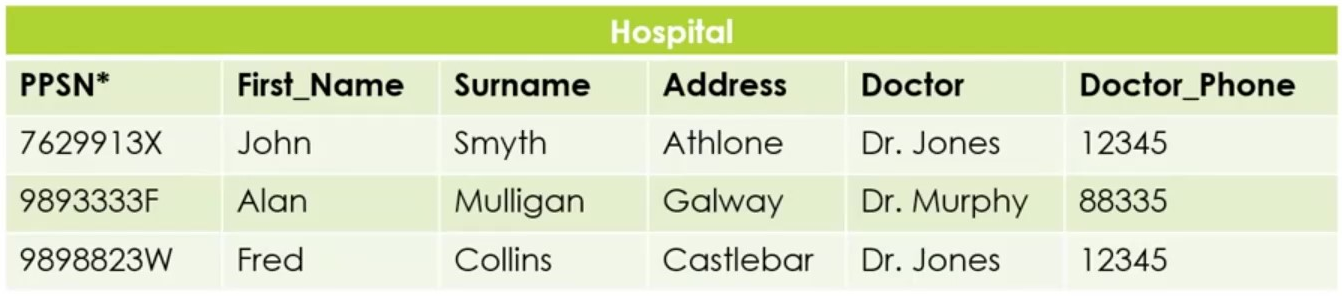 Hospital
PPSN* First_Name Surname Address Doctor Doctor_Phone
7629913X John Smyth Athlone Dr. Jones 12345
9893333F Alan Mulligan Galway Dr. Murphy 88335
9898823W Fred Collins Castlebar Dr. Jones 12345